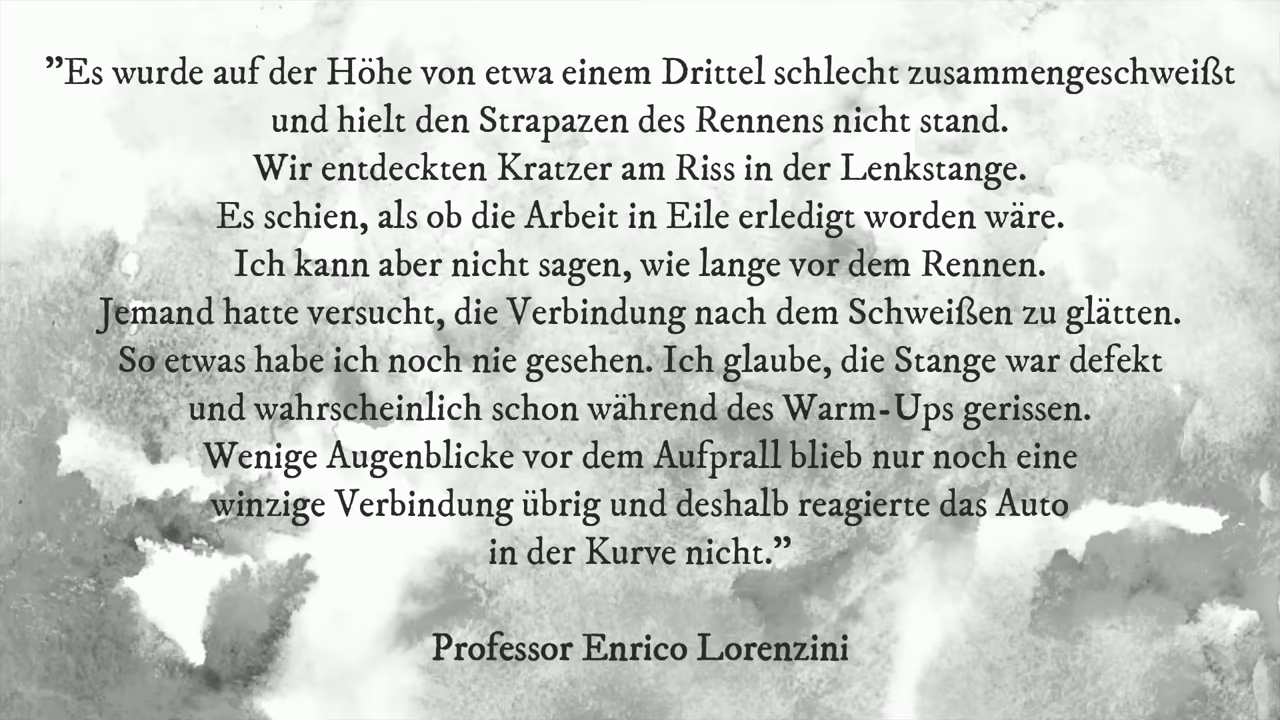 ”Es wurde auf der Höhe von etwa einem Drittel schlecht zusammengeschweißt
und hielt den Strapazen des Rennens nicht stand.
Wir entdeckten Kratzer am Riss in der Lenkstange.
Es schien, als ob die Arbeit in Eile erledigt worden wäre.
Ich kann aber nicht sagen, wie lange vor dem Rennen.
Jemand hatte versucht, die Verbindung nach dem Schweißen zu glätten.
So etwas habe ich noch nie gesehen. Ich glaube, die Stange war defekt
und wahrscheinlich schon während des Warm-Ups gerissen.
Wenige Augenblicke vor dem Aufprall blieb nur noch eine
winzige Verbindung übrig und deshalb reagierte das Auto
in der Kurve nicht.”
Professor Enrico Lorenzini